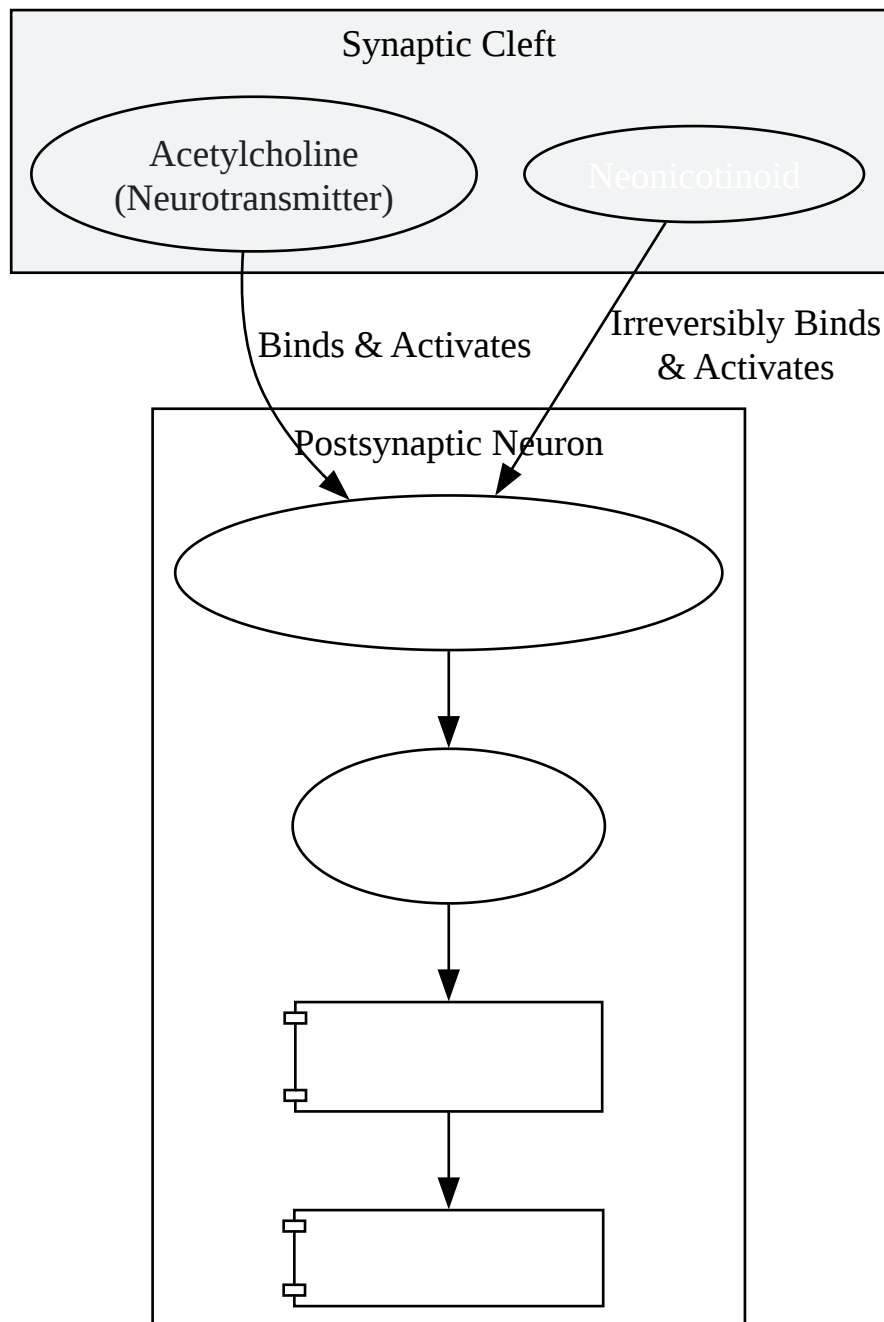 Synaptic Cleft
Acetylcholine
(Neurotransmitter)
Neonicotinoid
Binds & Activates
Irreversibly Binds
& Activates
Postsynaptic Neuron